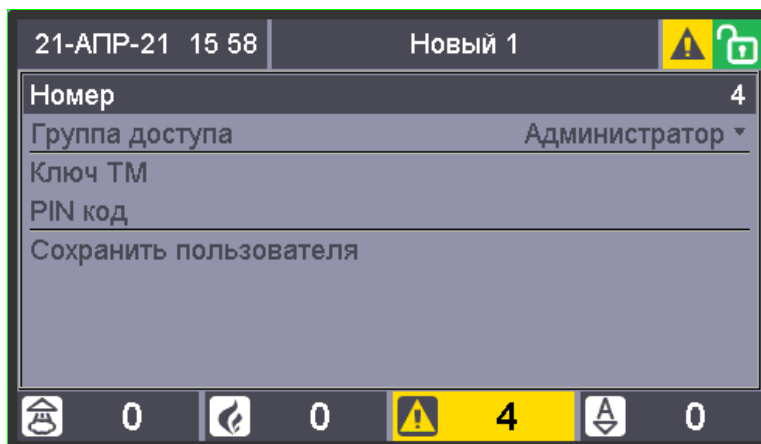 21-АПР-21 15 58 Новый 1
Номер 4
Группа доступа Администратор
Ключ ТМ
PIN код
Сохранить пользователя
0 0 4 A 0